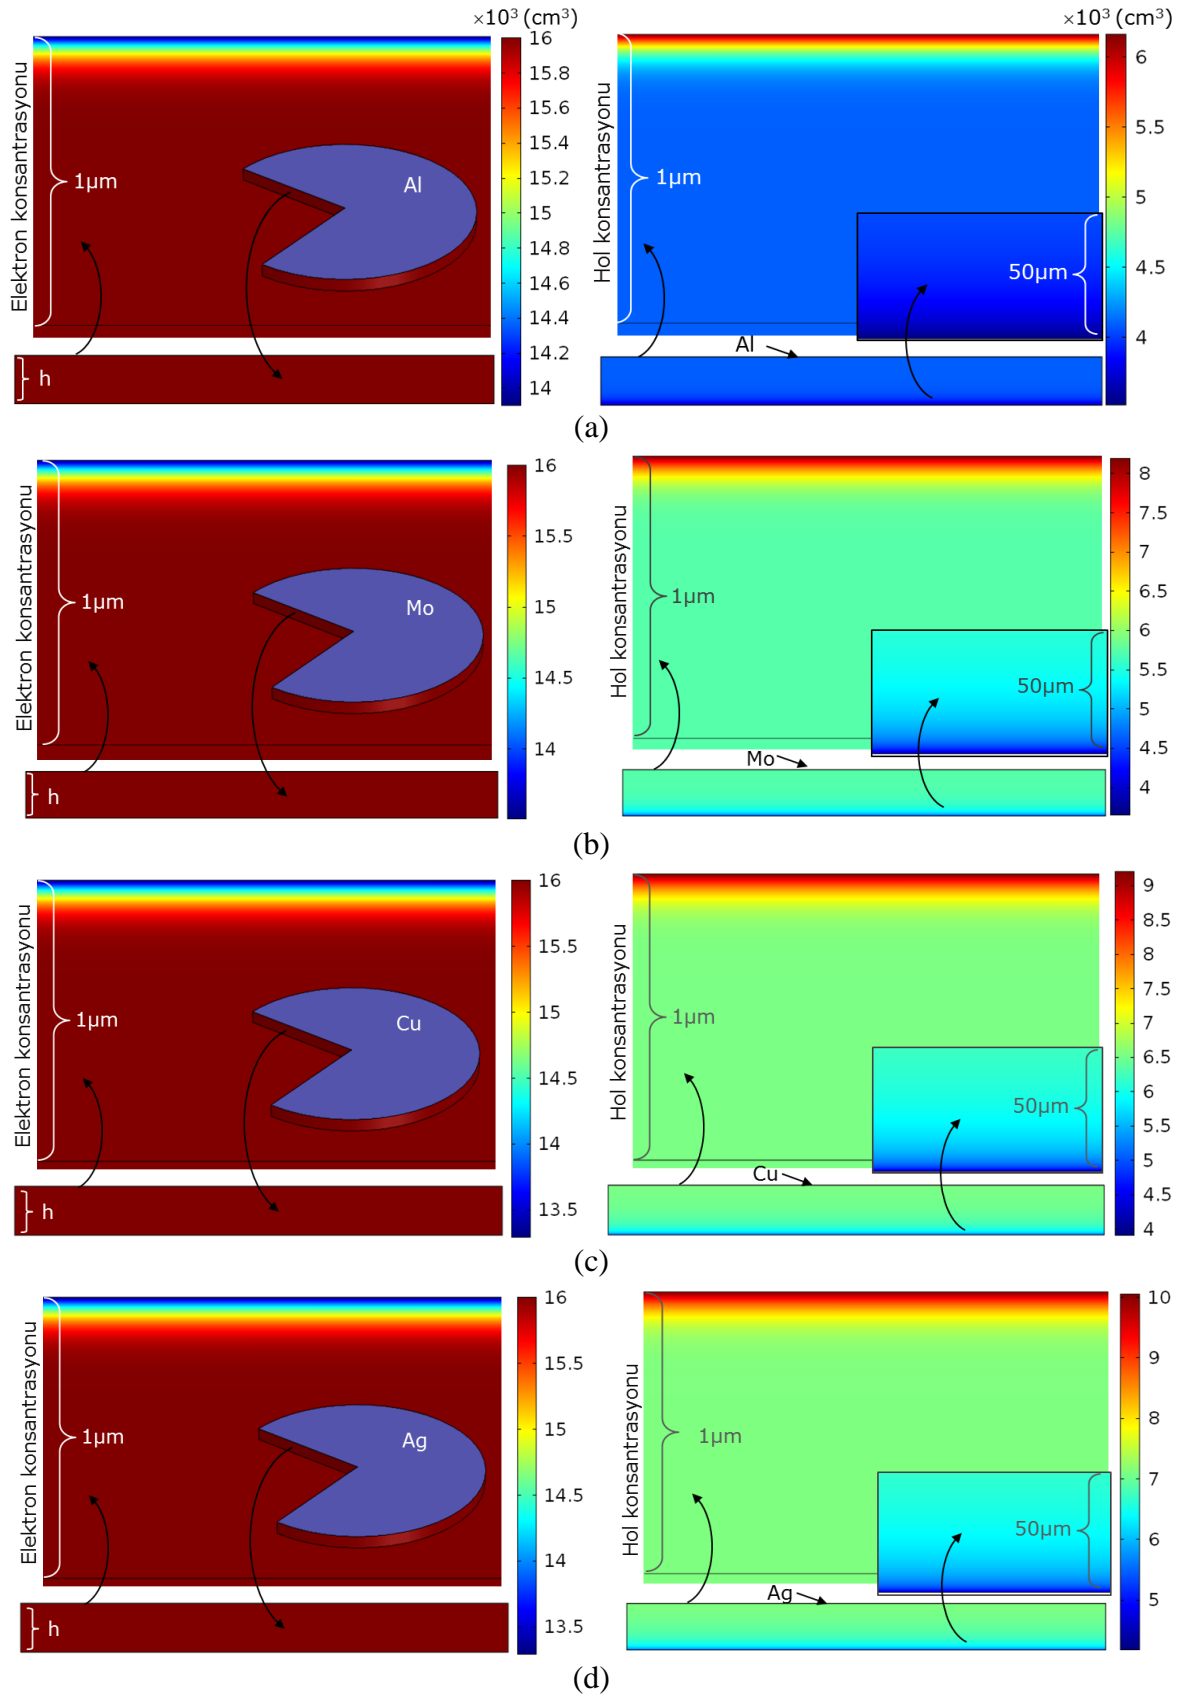 ×10³ (cm³)
Elektron konsantrasyonu
1µm
Al
h
16
15.8
15.6
15.4
15.2
15
14.8
14.6
14.4
14.2
14
×10³ (cm³)
Hol konsantrasyonu
1µm
50µm
Al
6
5.5
5
4.5
4
(a)
Elektron konsantrasyonu
1µm
Mo
h
16
15.5
15
14.5
14
Hol konsantrasyonu
1µm
50µm
Mo
8
7.5
7
6.5
6
5.5
5
4.5
4
(b)
Elektron konsantrasyonu
1µm
Cu
h
16
15.5
15
14.5
14
13.5
Hol konsantrasyonu
1µm
50µm
Cu
9
8.5
8
7.5
7
6.5
6
5.5
5
4.5
4
(c)
Elektron konsantrasyonu
1µm
Ag
h
16
15.5
15
14.5
14
13.5
Hol konsantrasyonu
1µm
50µm
Ag
10
9
8
7
6
5
(d)